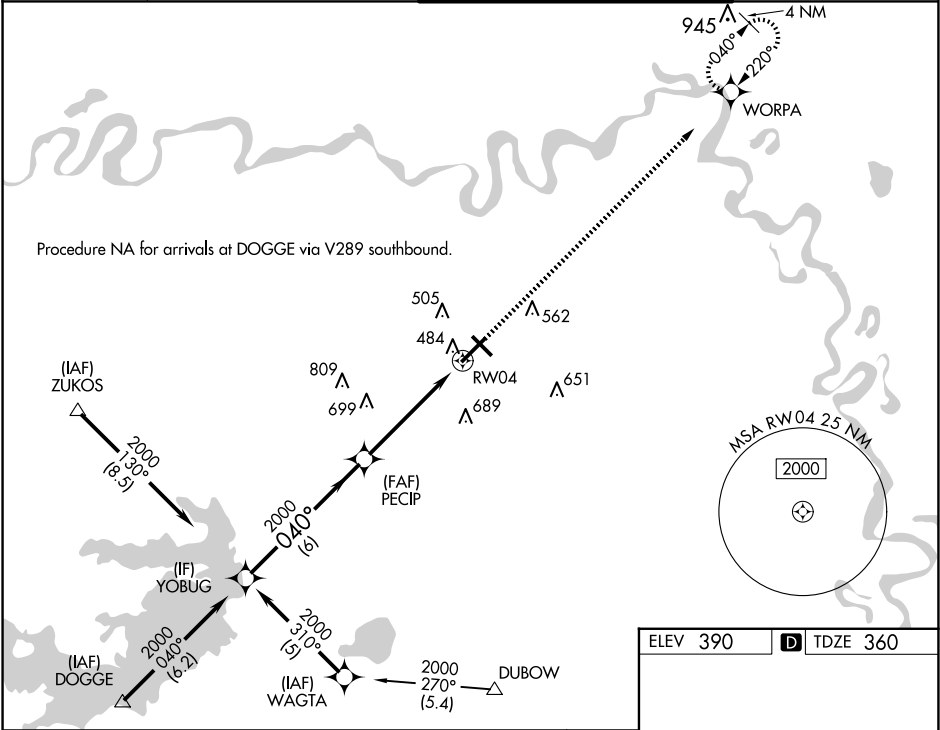 945
4 NM
040°
220°
WORPA
Procedure NA for arrivals at DOGGE via V289 southbound.
505
562
484
RW04
809
699
651
689
(IAF)
ZUKOS
2000
130°
(8.5)
(FAF)
PECIP
2000
040°
(6)
(IF)
YOBUG
MSA RW04 25 NM
2000
2000
040°
(6.2)
(IAF)
DOGGE
2000
310°
(5)
(IAF)
WAGTA
2000
270°
(5.4)
DUBOW
ELEV 390
D TDZE 360